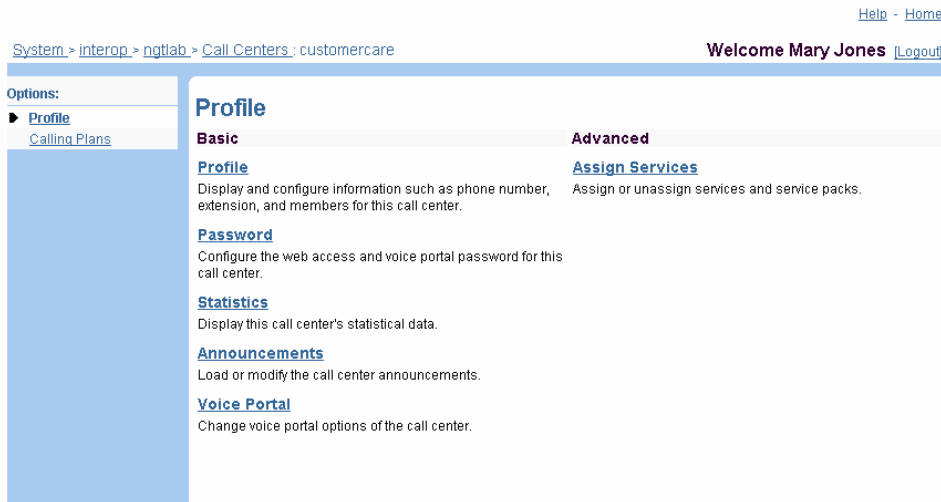 Help - Home
System > interop > ngtlab > Call Centers : customercare
Welcome Mary Jones [Logout]
Options:
Profile
Calling Plans
Profile
Basic
Advanced
Profile
Display and configure information such as phone number,
extension, and members for this call center.
Assign Services
Assign or unassign services and service packs.
Password
Configure the web access and voice portal password for this
call center.
Statistics
Display this call center's statistical data.
Announcements
Load or modify the call center announcements.
Voice Portal
Change voice portal options of the call center.